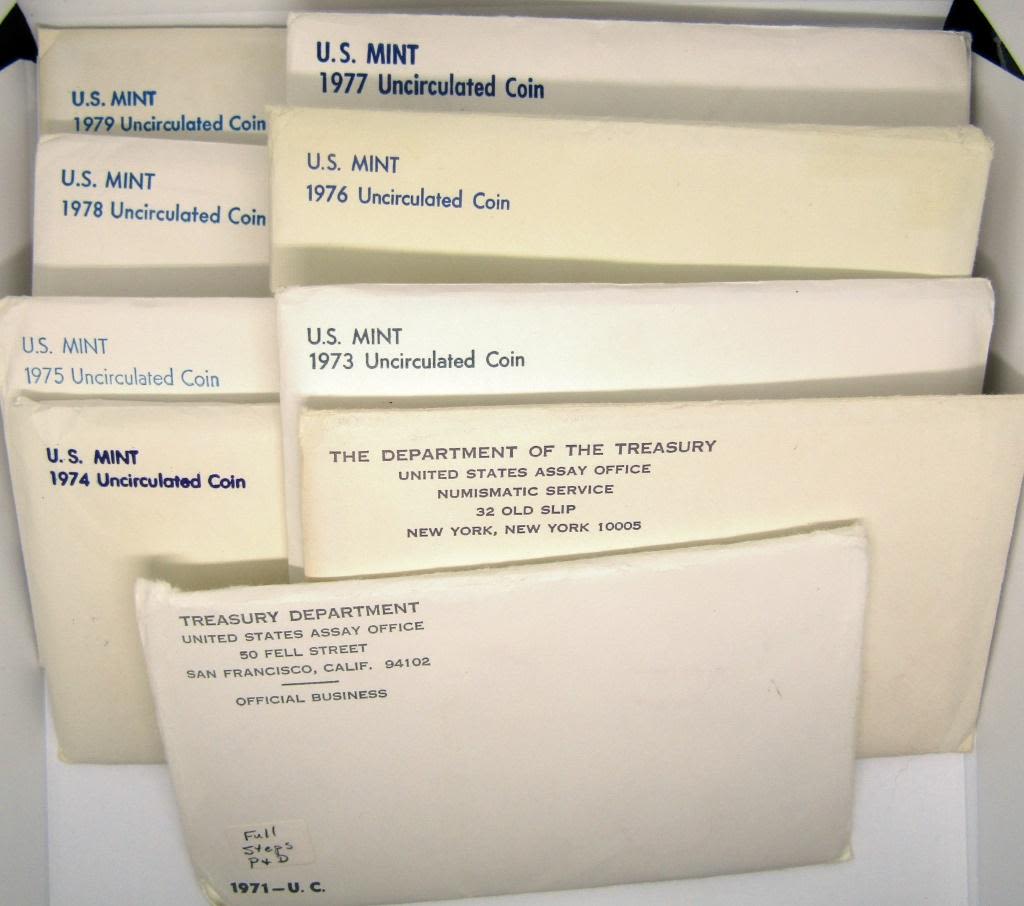 U.S. MINT
1979 Uncirculated Coin
U.S. MINT
1977 Uncirculated Coin
U.S. MINT
1978 Uncirculated Coin
U.S. MINT
1976 Uncirculated Coin
U.S. MINT
1975 Uncirculated Coin
U.S. MINT
1973 Uncirculated Coin
U.S. MINT
1974 Uncirculated Coin
THE DEPARTMENT OF THE TREASURY
UNITED STATES ASSAY OFFICE
NUMISMATIC SERVICE
32 OLD SLIP
NEW YORK, NEW YORK 10005
TREASURY DEPARTMENT
UNITED STATES ASSAY OFFICE
50 FELL STREET
SAN FRANCISCO, CALIF. 94102
OFFICIAL BUSINESS
Full
Steps
P+D
1971-U. C.